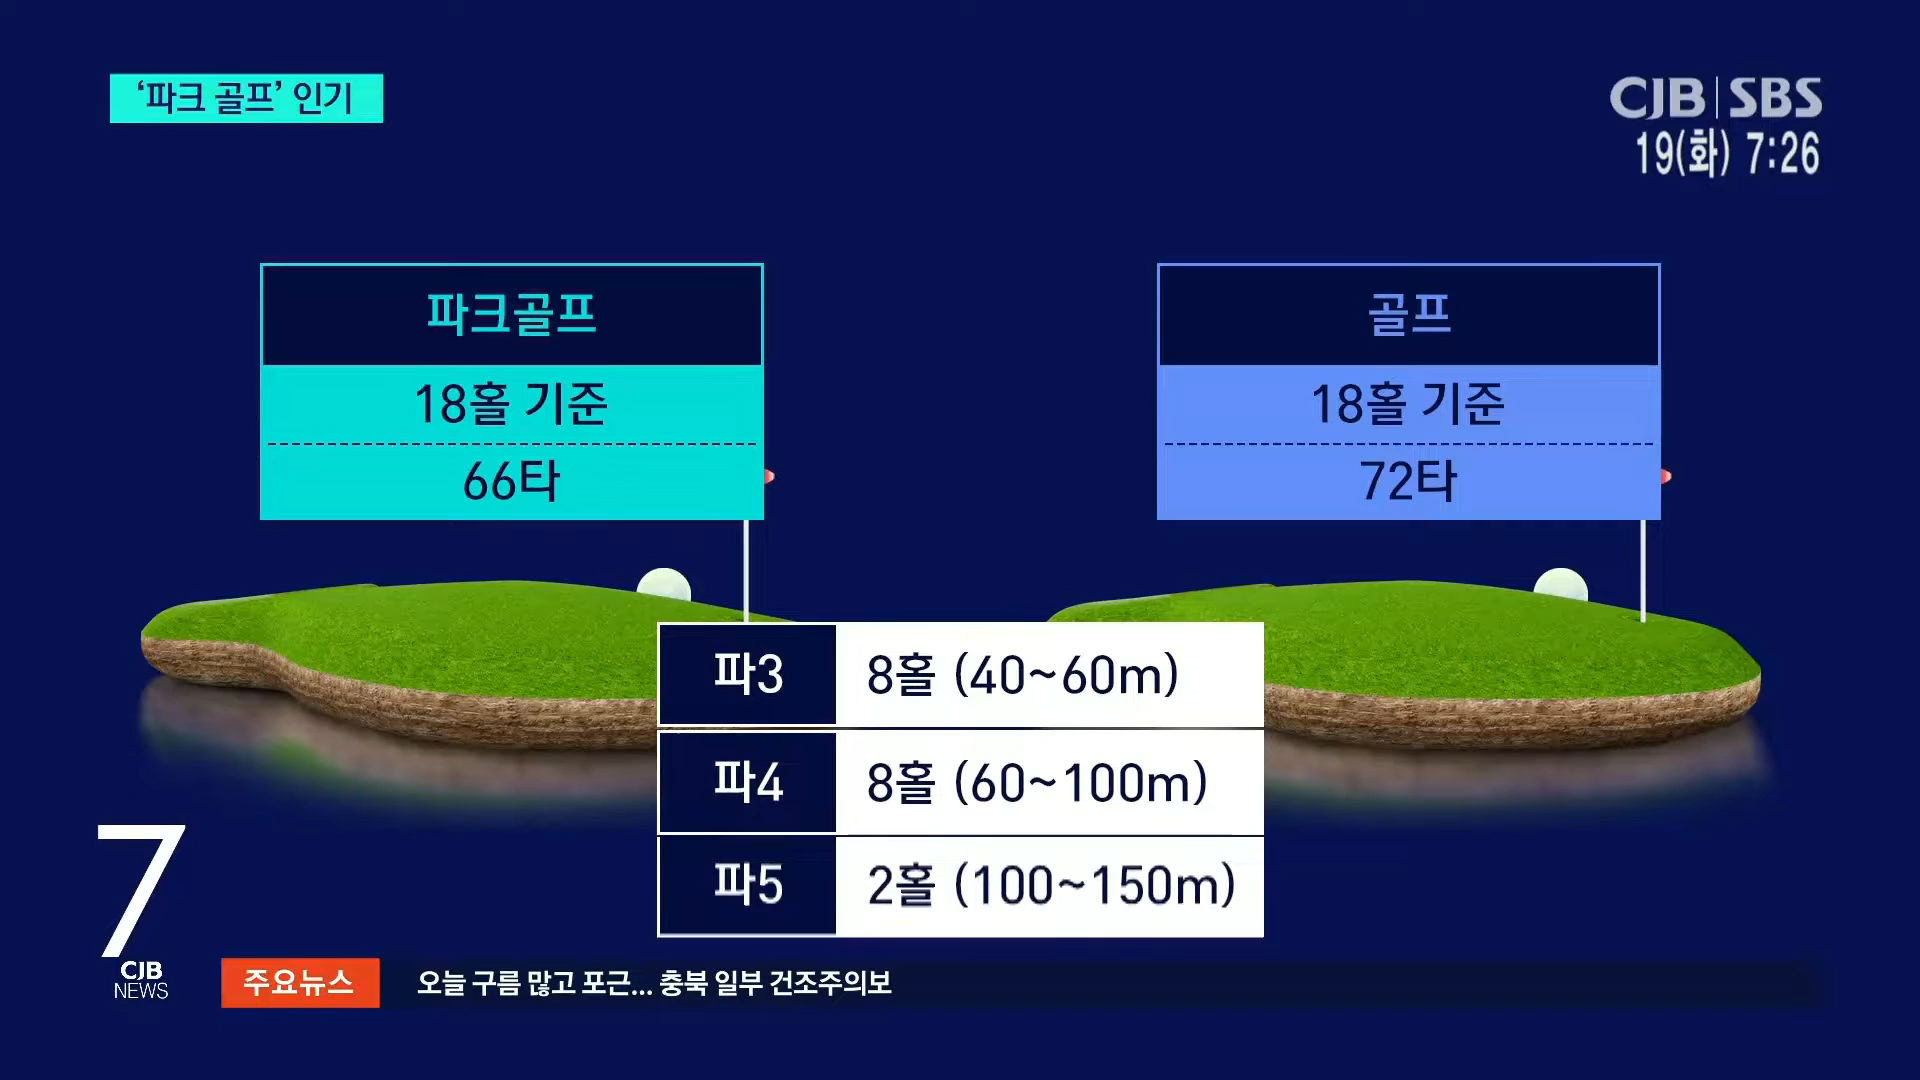 ‘파크 골프’ 인기
CJB SBS
19(화) 7:26
파크골프
18홀 기준
66타
골프
18홀 기준
72타
파3 8홀 (40~60m)
파4 8홀 (60~100m)
파5 2홀 (100~150m)
7
CJB
NEWS
주요뉴스 오늘 구름 많고 포근... 충북 일부 건조주의보